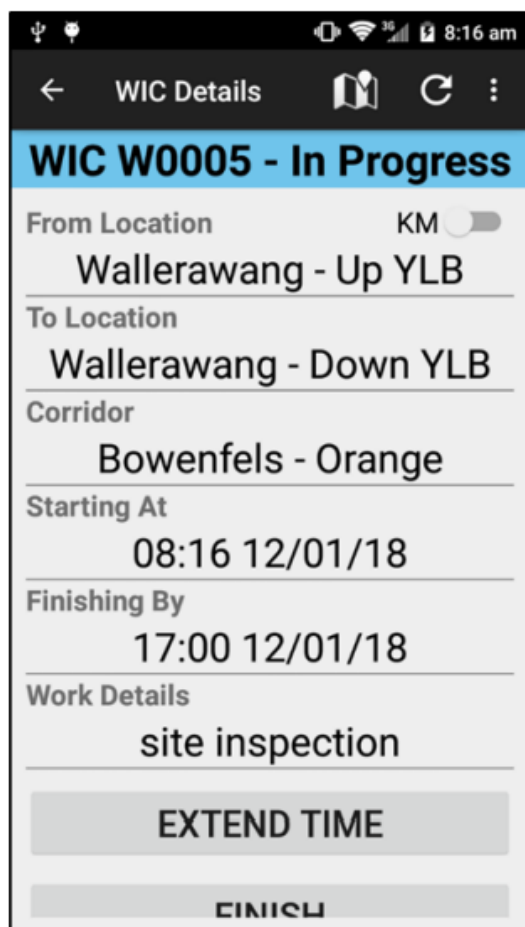 3G 8:16 am
WIC Details
WIC W0005 - In Progress
From Location KM
Wallerawang - Up YLB
To Location
Wallerawang - Down YLB
Corridor
Bowenfels - Orange
Starting At
08:16 12/01/18
Finishing By
17:00 12/01/18
Work Details
site inspection
EXTEND TIME
FINISH